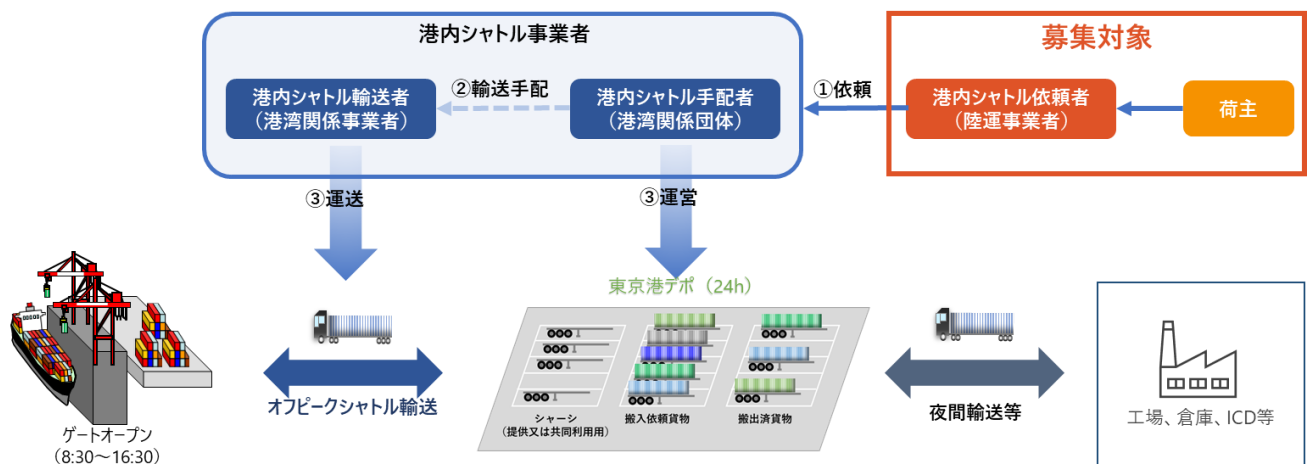 港内シャトル事業者
募集対象
港内シャトル輸送者
（港湾関係事業者）
②輸送手配
港内シャトル手配者
（港湾関係団体）
①依頼
港内シャトル依頼者
（陸運事業者）
荷主
③運送
③運営
東京港デポ（24h）
オフピークシャトル輸送
シャーシ
（提供又は共同利用用）
搬入依頼貨物
搬出済貨物
夜間輸送等
工場、倉庫、ICD等
ゲートオープン
（8:30～16:30）